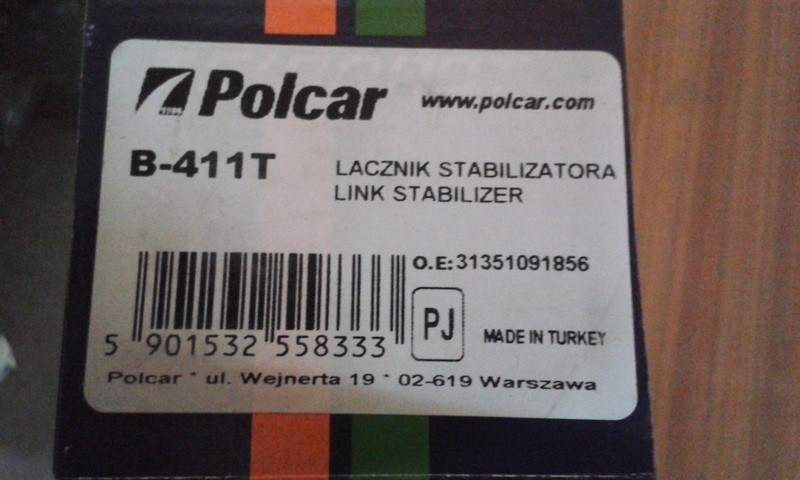 Polcar www.polcar.com
B-411T LACZNIK STABILIZATORA
LINK STABILIZER
O.E: 31351091856
PJ MADE IN TURKEY
5 901532 558333
Polcar * ul. Wejnerta 19 * 02-619 Warszawa